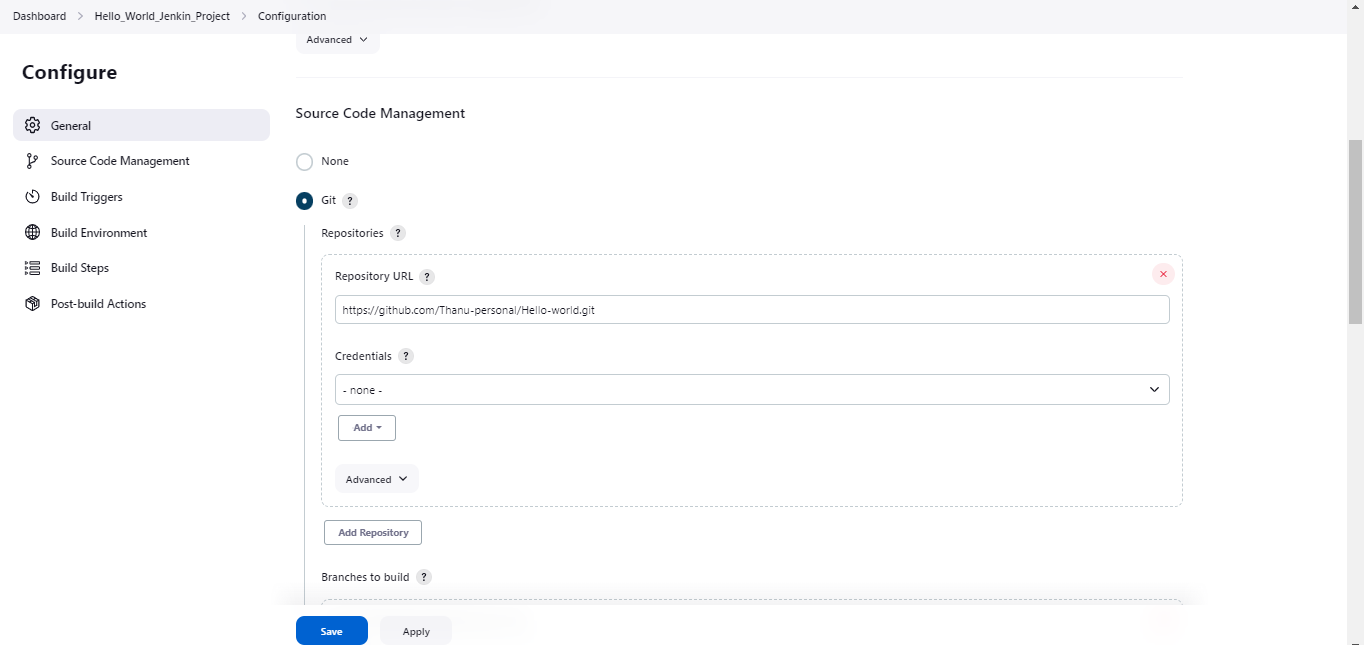 Dashboard > Hello_World_Jenkin_Project > Configuration
Advanced
Configure
General
Source Code Management
Build Triggers
Build Environment
Build Steps
Post-build Actions
Source Code Management
None
Git ?
Repositories ?
Repository URL ?
https://github.com/Thanu-personal/Hello-world.git
Credentials ?
- none -
Add
Advanced
Add Repository
Branches to build ?
Save Apply